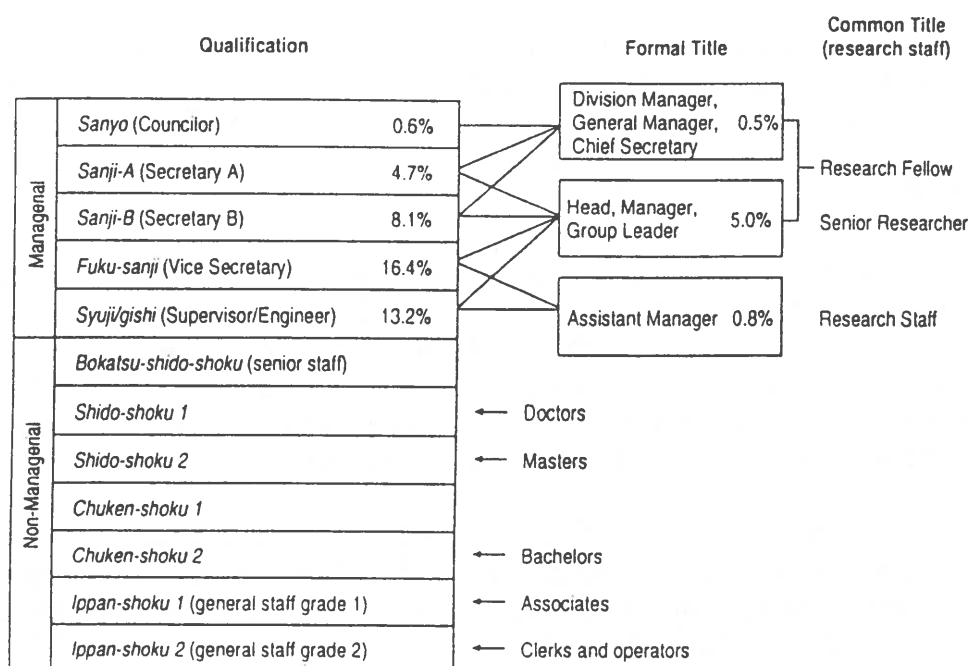 Common Title
(research staff)
Qualification
Formal Title
Managerial
Sanyo (Councilor) 0.6%
Sanji-A (Secretary A) 4.7%
Sanji-B (Secretary B) 8.1%
Fuku-sanji (Vice Secretary) 16.4%
Syuji/gishi (Supervisor/Engineer) 13.2%
Division Manager,
General Manager, 0.5%
Chief Secretary
Head, Manager,
Group Leader 5.0%
Assistant Manager 0.8%
Research Fellow
Senior Researcher
Research Staff
Non-Managerial
Bokatsu-shido-shoku (senior staff)
Shido-shoku 1
Doctors
Shido-shoku 2
Masters
Chuken-shoku 1
Chuken-shoku 2
Bachelors
Ippan-shoku 1 (general staff grade 1)
Associates
Ippan-shoku 2 (general staff grade 2)
Clerks and operators